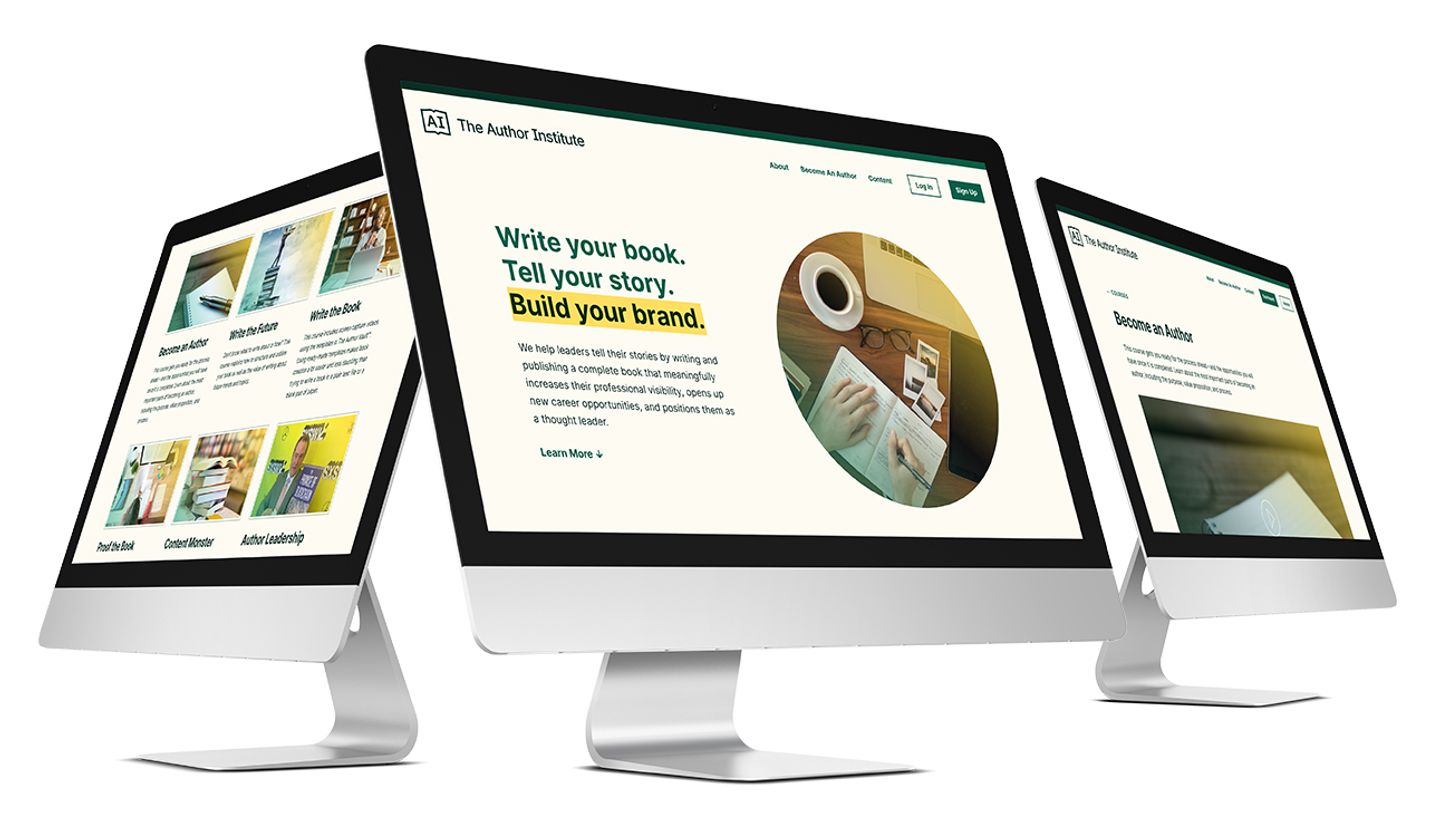 AI The Author Institute
About Become An Author Content Log In Sign Up
Write your book.
Tell your story.
Build your brand.
We help leaders tell their stories by writing and
publishing a complete book that meaningfully
increases their professional visibility, opens up
new career opportunities, and positions them as
a thought leader.
Learn More ↓
Become an Author
Write the Future
Write the Book
Proof the Book
Content Monster
Author Leadership
AI The Author Institute
About Become An Author Content
COURSES
Become an Author
This course gets you ready for the process ahead—and the opportunities you will
have once it is completed. Learn about the most important parts of becoming an
author, including the purpose, value proposition, and process.